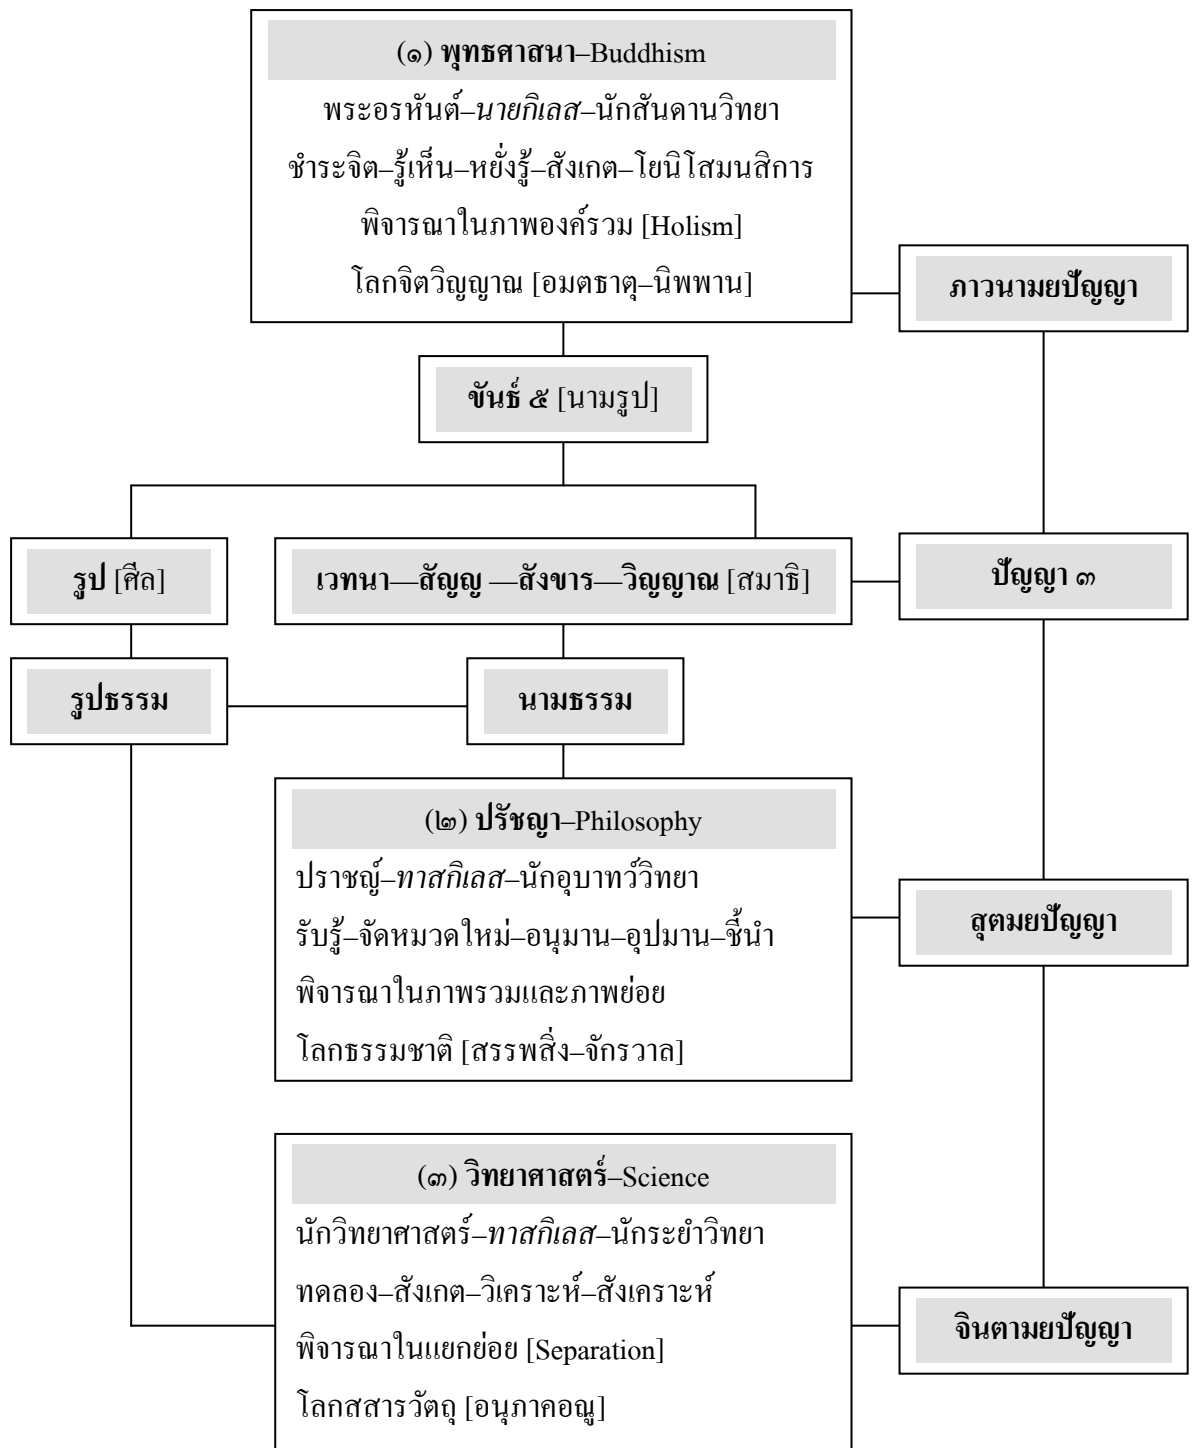 (๑) พุทธศาสนา–Buddhism
พระอรหันต์–นายกิเลส–นักสันดานวิทยา
ชำระจิต–รู้เห็น–หยั่งรู้–สังเกต–โยนิโสมนสิการ
พิจารณาในภาพองค์รวม [Holism]
โลกจิตวิญญาณ [อมตธาตุ–นิพพาน]
ภาวนามยปัญญา
ขันธ์ ๕ [นามรูป]
รูป [ศีล]
เวทนา—สัญญ —สังขาร—วิญญาณ [สมาธิ]
ปัญญา ๓
รูปธรรม
นามธรรม
(๒) ปรัชญา–Philosophy
ปราชญ์–ทาสกิเลส–นักอุบาทว์วิทยา
รับรู้–จัดหมวดใหม่–อนุมาน–อุปมาน–ชี้นำ
พิจารณาในภาพรวมและภาพย่อย
โลกธรรมชาติ [สรรพสิ่ง–จักรวาล]
สุตมยปัญญา
(๓) วิทยาศาสตร์–Science
นักวิทยาศาสตร์–ทาสกิเลส–นักระยำวิทยา
ทดลอง–สังเกต–วิเคราะห์–สังเคราะห์
พิจารณาในแยกย่อย [Separation]
โลกสสารวัตถุ [อนุภาคอณู]
จินตามยปัญญา